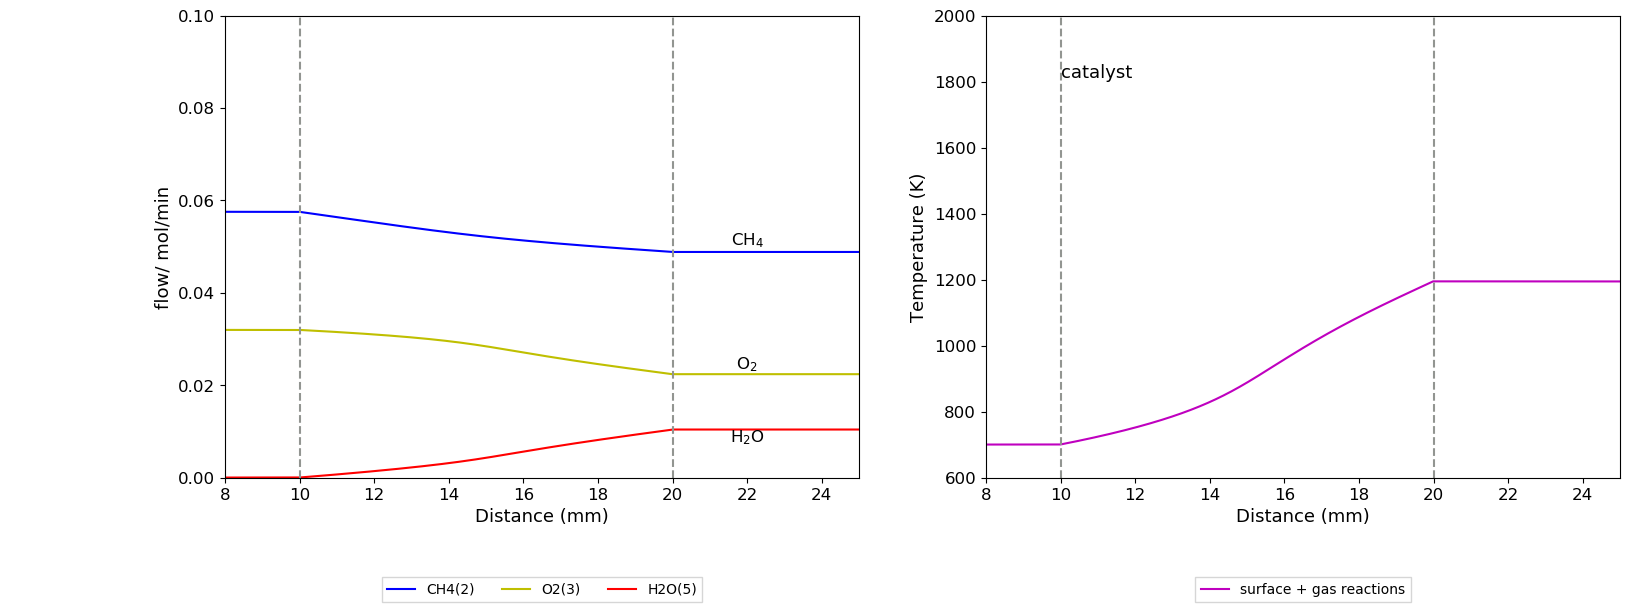 0.10
0.08
0.06
0.04
0.02
0.00
flow/ mol/min
CH₄
O₂
H₂O
8 10 12 14 16 18 20 22 24
Distance (mm)
CH4(2) O2(3) H2O(5)
2000
1800
1600
1400
1200
1000
800
600
Temperature (K)
catalyst
8 10 12 14 16 18 20 22 24
Distance (mm)
surface + gas reactions